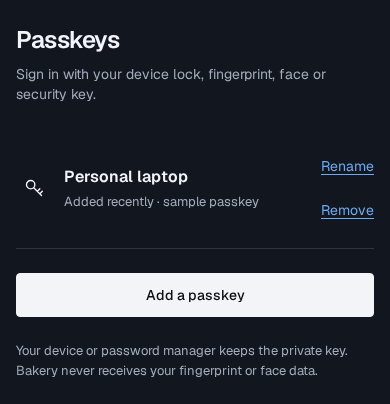 Passkeys
Sign in with your device lock, fingerprint, face or
security key.
Personal laptop
Added recently · sample passkey
Rename
Remove
Add a passkey
Your device or password manager keeps the private key.
Bakery never receives your fingerprint or face data.